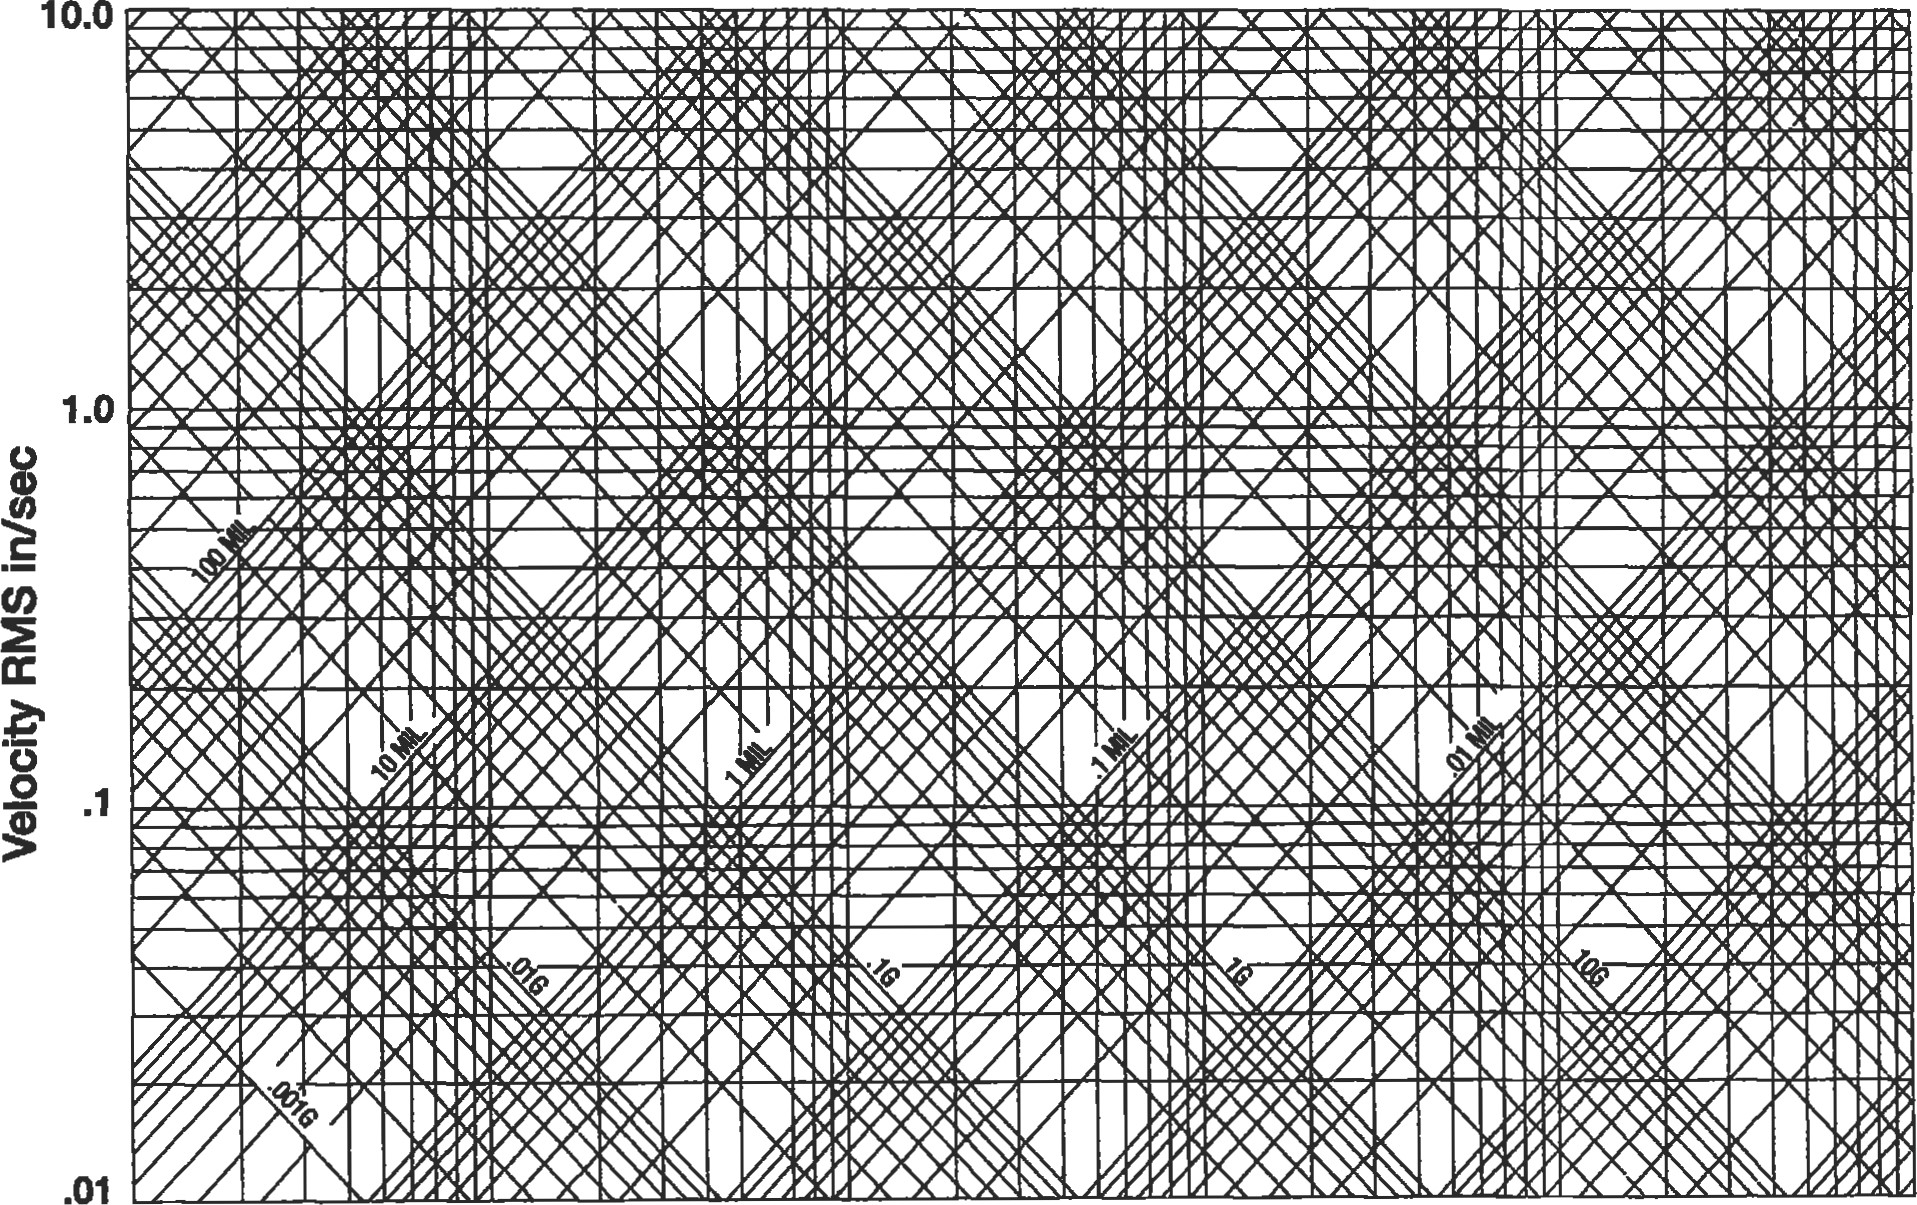 10.0
1.0
.1
.01
Velocity RMS in/sec
100 MIL
10 MIL
1 MIL
.1 MIL
.01 MIL
.001G
.01G
.1G
1G
10G